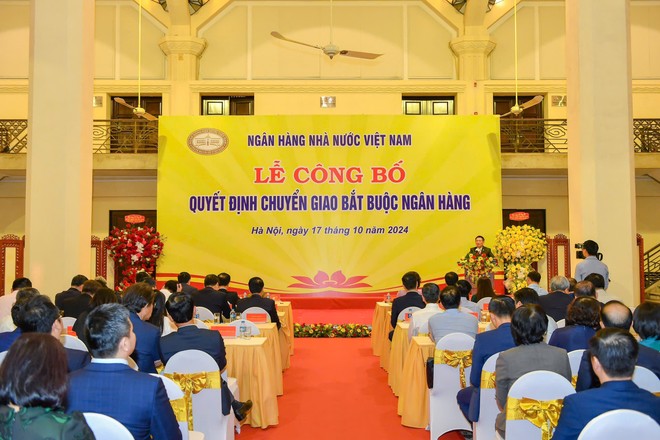 NGÂN HÀNG NHÀ NƯỚC VIỆT NAM
LỄ CÔNG BỐ
QUYẾT ĐỊNH CHUYỂN GIAO BẮT BUỘC NGÂN HÀNG
Hà Nội, ngày 17 tháng 10 năm 2024